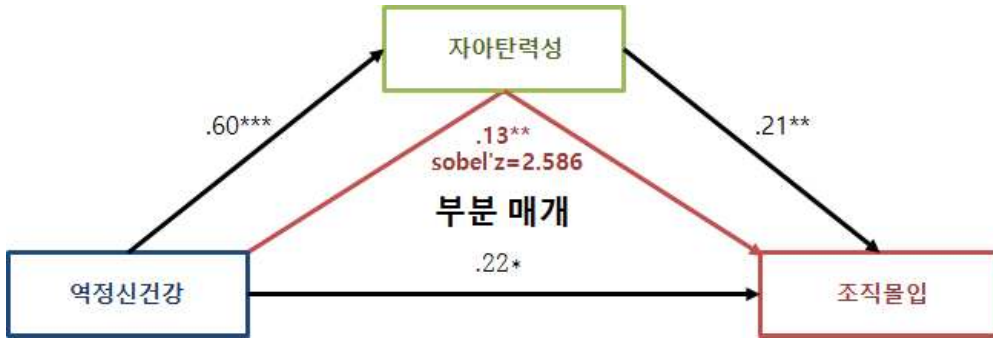 자아탄력성
.60***
.21**
.13**
sobel'z=2.586
부분 매개
.22*
역정신건강
조직몰입